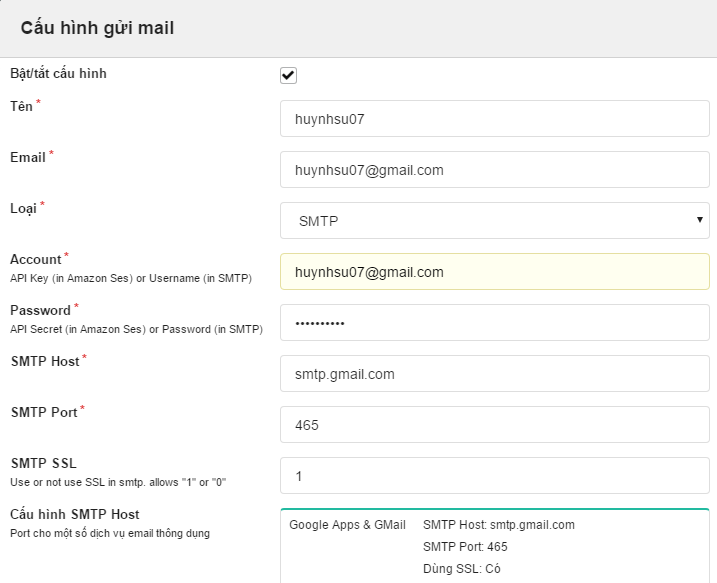 Cấu hình gửi mail
Bật/tắt cấu hình
Tên *
huynhsu07
Email *
huynhsu07@gmail.com
Loại *
SMTP
Account *
API Key (in Amazon Ses) or Username (in SMTP)
huynhsu07@gmail.com
Password *
API Secret (in Amazon Ses) or Password (in SMTP)
••••••••••
SMTP Host *
smtp.gmail.com
SMTP Port *
465
SMTP SSL
Use or not use SSL in smtp. allows "1" or "0"
1
Cấu hình SMTP Host
Port cho một số dịch vụ email thông dụng
Google Apps & GMail SMTP Host: smtp.gmail.com
SMTP Port: 465
Dùng SSL: Có